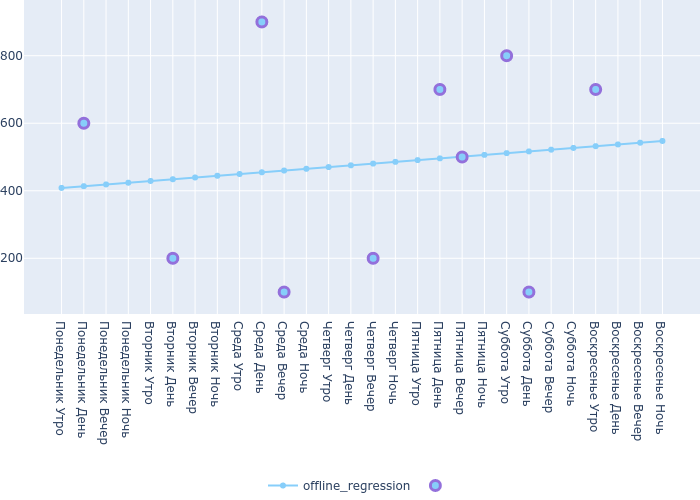 800
600
400
200
Понедельник Утро
Понедельник День
Понедельник Вечер
Понедельник Ночь
Вторник Утро
Вторник День
Вторник Вечер
Вторник Ночь
Среда Утро
Среда День
Среда Вечер
Среда Ночь
Четверг Утро
Четверг День
Четверг Вечер
Четверг Ночь
Пятница Утро
Пятница День
Пятница Вечер
Пятница Ночь
Суббота Утро
Суббота День
Суббота Вечер
Суббота Ночь
Воскресенье Утро
Воскресенье День
Воскресенье Вечер
Воскресенье Ночь
offline_regression